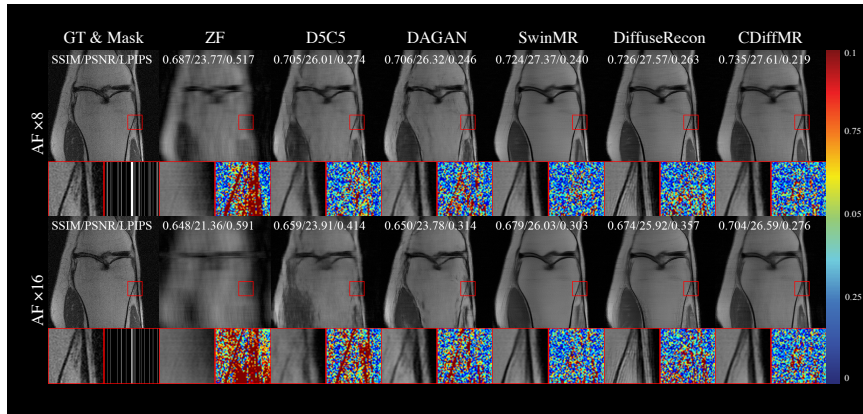 GT & Mask ZF D5C5 DAGAN SwinMR DiffuseRecon CDiffMR
SSIM/PSNR/LPIPS 0.687/23.77/0.517 0.705/26.01/0.274 0.706/26.32/0.246 0.724/27.37/0.240 0.726/27.57/0.263 0.735/27.61/0.219
AF ×8
SSIM/PSNR/LPIPS 0.648/21.36/0.591 0.659/23.91/0.414 0.650/23.78/0.314 0.679/26.03/0.303 0.674/25.92/0.357 0.704/26.59/0.276
AF ×16
0.1
0.75
0.05
0.25
0